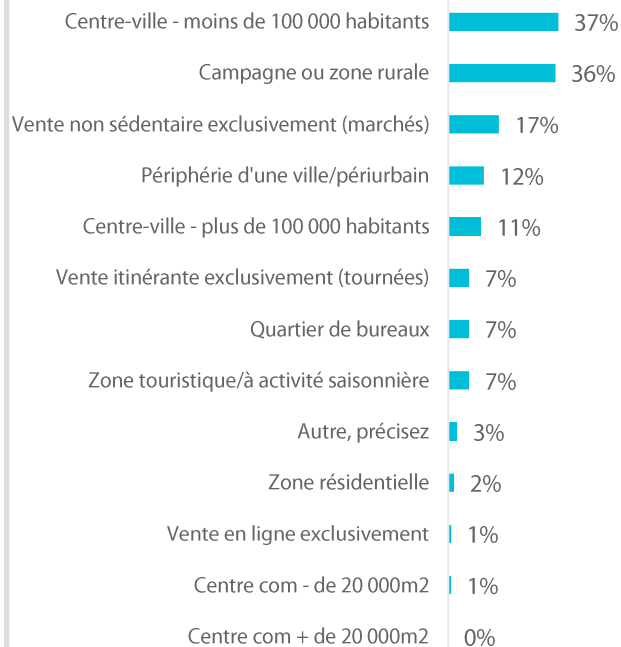 Centre-ville - moins de 100 000 habitants 37%
Campagne ou zone rurale 36%
Vente non sédentaire exclusivement (marchés) 17%
Périphérie d'une ville/périurbain 12%
Centre-ville - plus de 100 000 habitants 11%
Vente itinérante exclusivement (tournées) 7%
Quartier de bureaux 7%
Zone touristique/à activité saisonnière 7%
Autre, précisez 3%
Zone résidentielle 2%
Vente en ligne exclusivement 1%
Centre com - de 20 000m2 1%
Centre com + de 20 000m2 0%